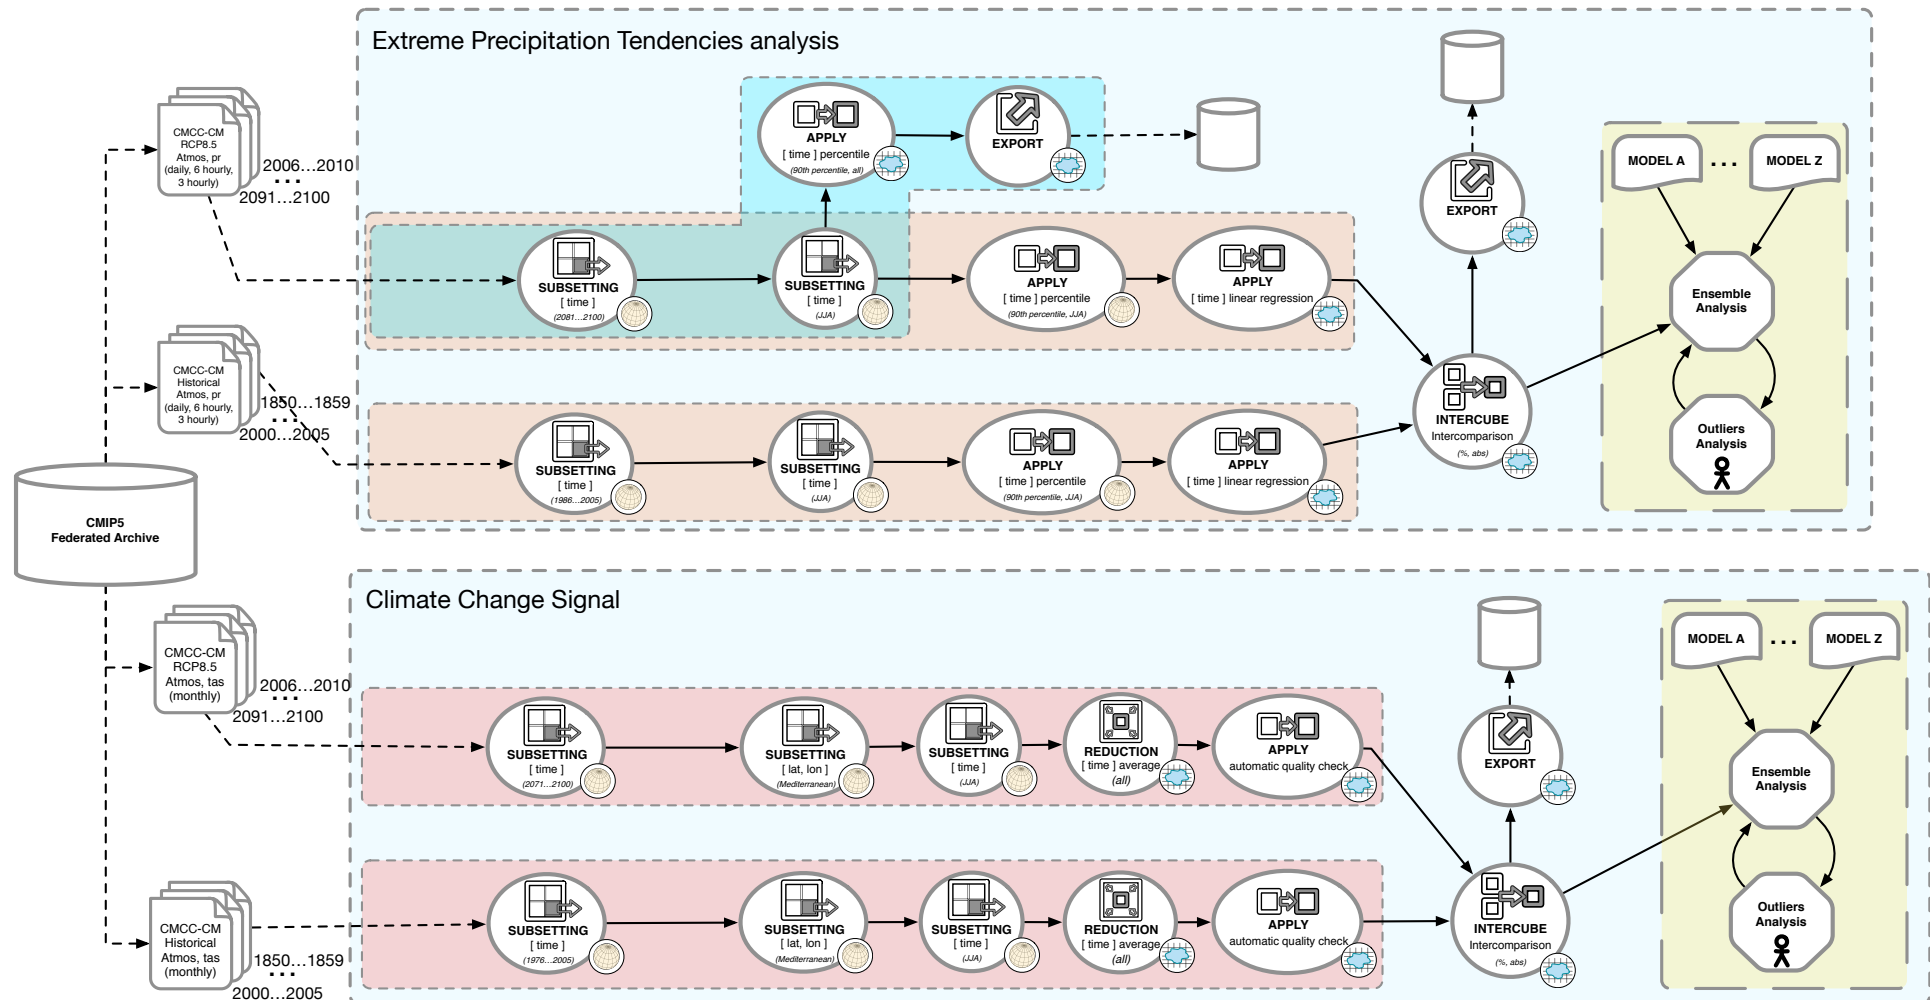 Extreme Precipitation Tendencies analysis
CMCC-CM
RCP8.5
Atmos, pr
(daily, 6 hourly,
3 hourly)
2006...2010
...
2091...2100
APPLY
[ time ] percentile
(90th percentile, all)
EXPORT
SUBSETTING
[ time ]
(2081...2100)
SUBSETTING
[ time ]
(JJA)
APPLY
[ time ] percentile
(90th percentile, JJA)
APPLY
[ time ] linear regression
EXPORT
MODEL A
...
MODEL Z
Ensemble
Analysis
Outliers
Analysis
CMCC-CM
Historical
Atmos, pr
(daily, 6 hourly,
3 hourly)
1850...1859
...
2000...2005
SUBSETTING
[ time ]
(1986...2005)
SUBSETTING
[ time ]
(JJA)
APPLY
[ time ] percentile
(90th percentile, JJA)
APPLY
[ time ] linear regression
INTERCUBE
Intercomparison
(%, abs)
CMIP5
Federated Archive
Climate Change Signal
CMCC-CM
RCP8.5
Atmos, tas
(monthly)
2006...2010
...
2091...2100
SUBSETTING
[ time ]
(2071...2100)
SUBSETTING
[ lat, lon ]
(Mediterranean)
SUBSETTING
[ time ]
(JJA)
REDUCTION
[ time ] average
(all)
APPLY
automatic quality check
EXPORT
MODEL A
...
MODEL Z
Ensemble
Analysis
Outliers
Analysis
CMCC-CM
Historical
Atmos, tas
(monthly)
1850...1859
...
2000...2005
SUBSETTING
[ time ]
(1976...2005)
SUBSETTING
[ lat, lon ]
(Mediterranean)
SUBSETTING
[ time ]
(JJA)
REDUCTION
[ time ] average
(all)
APPLY
automatic quality check
INTERCUBE
Intercomparison
(%, abs)